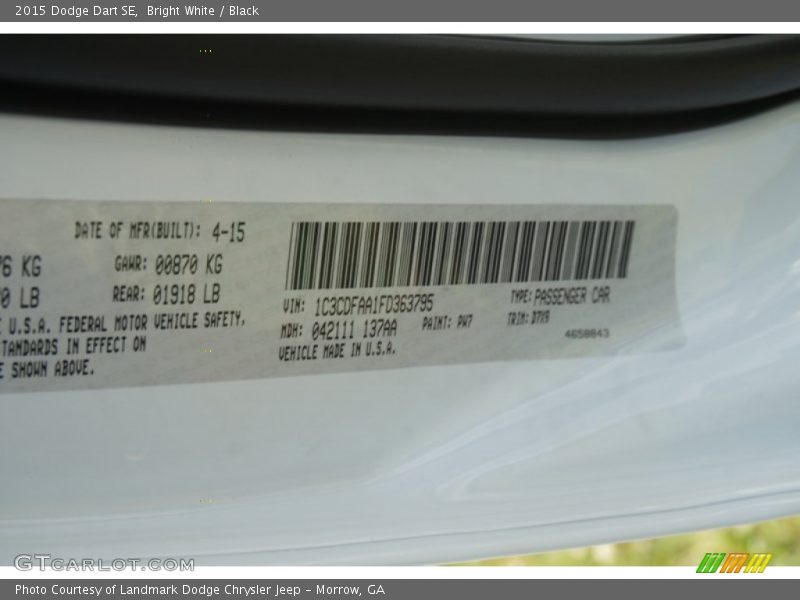 2015 Dodge Dart SE, Bright White / Black
DATE OF MFR(BUILT): 4-15
76 KG GAWR: 00870 KG
0 LB REAR: 01918 LB
U.S.A. FEDERAL MOTOR VEHICLE SAFETY,
TANDARDS IN EFFECT ON
E SHOWN ABOVE.
VIN: 1C3CDFAA1FD363795 TYPE: PASSENGER CAR
MDH: 042111 137AA PAINT: PW7 TRIM: D7X9
VEHICLE MADE IN U.S.A. 4658843
GTCARLOT.COM
Photo Courtesy of Landmark Dodge Chrysler Jeep - Morrow, GA